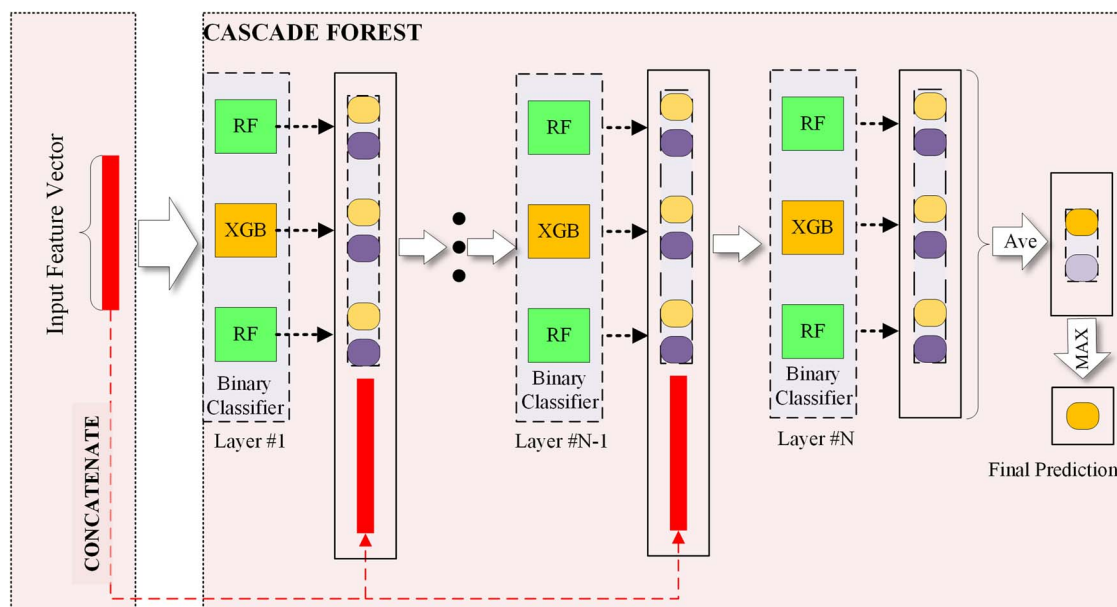 CASCADE FOREST
Input Feature Vector
CONCATENATE
RF
XGB
RF
Binary
Classifier
Layer #1
RF
XGB
RF
Binary
Classifier
Layer #N-1
RF
XGB
RF
Binary
Classifier
Layer #N
Ave
MAX
Final Prediction